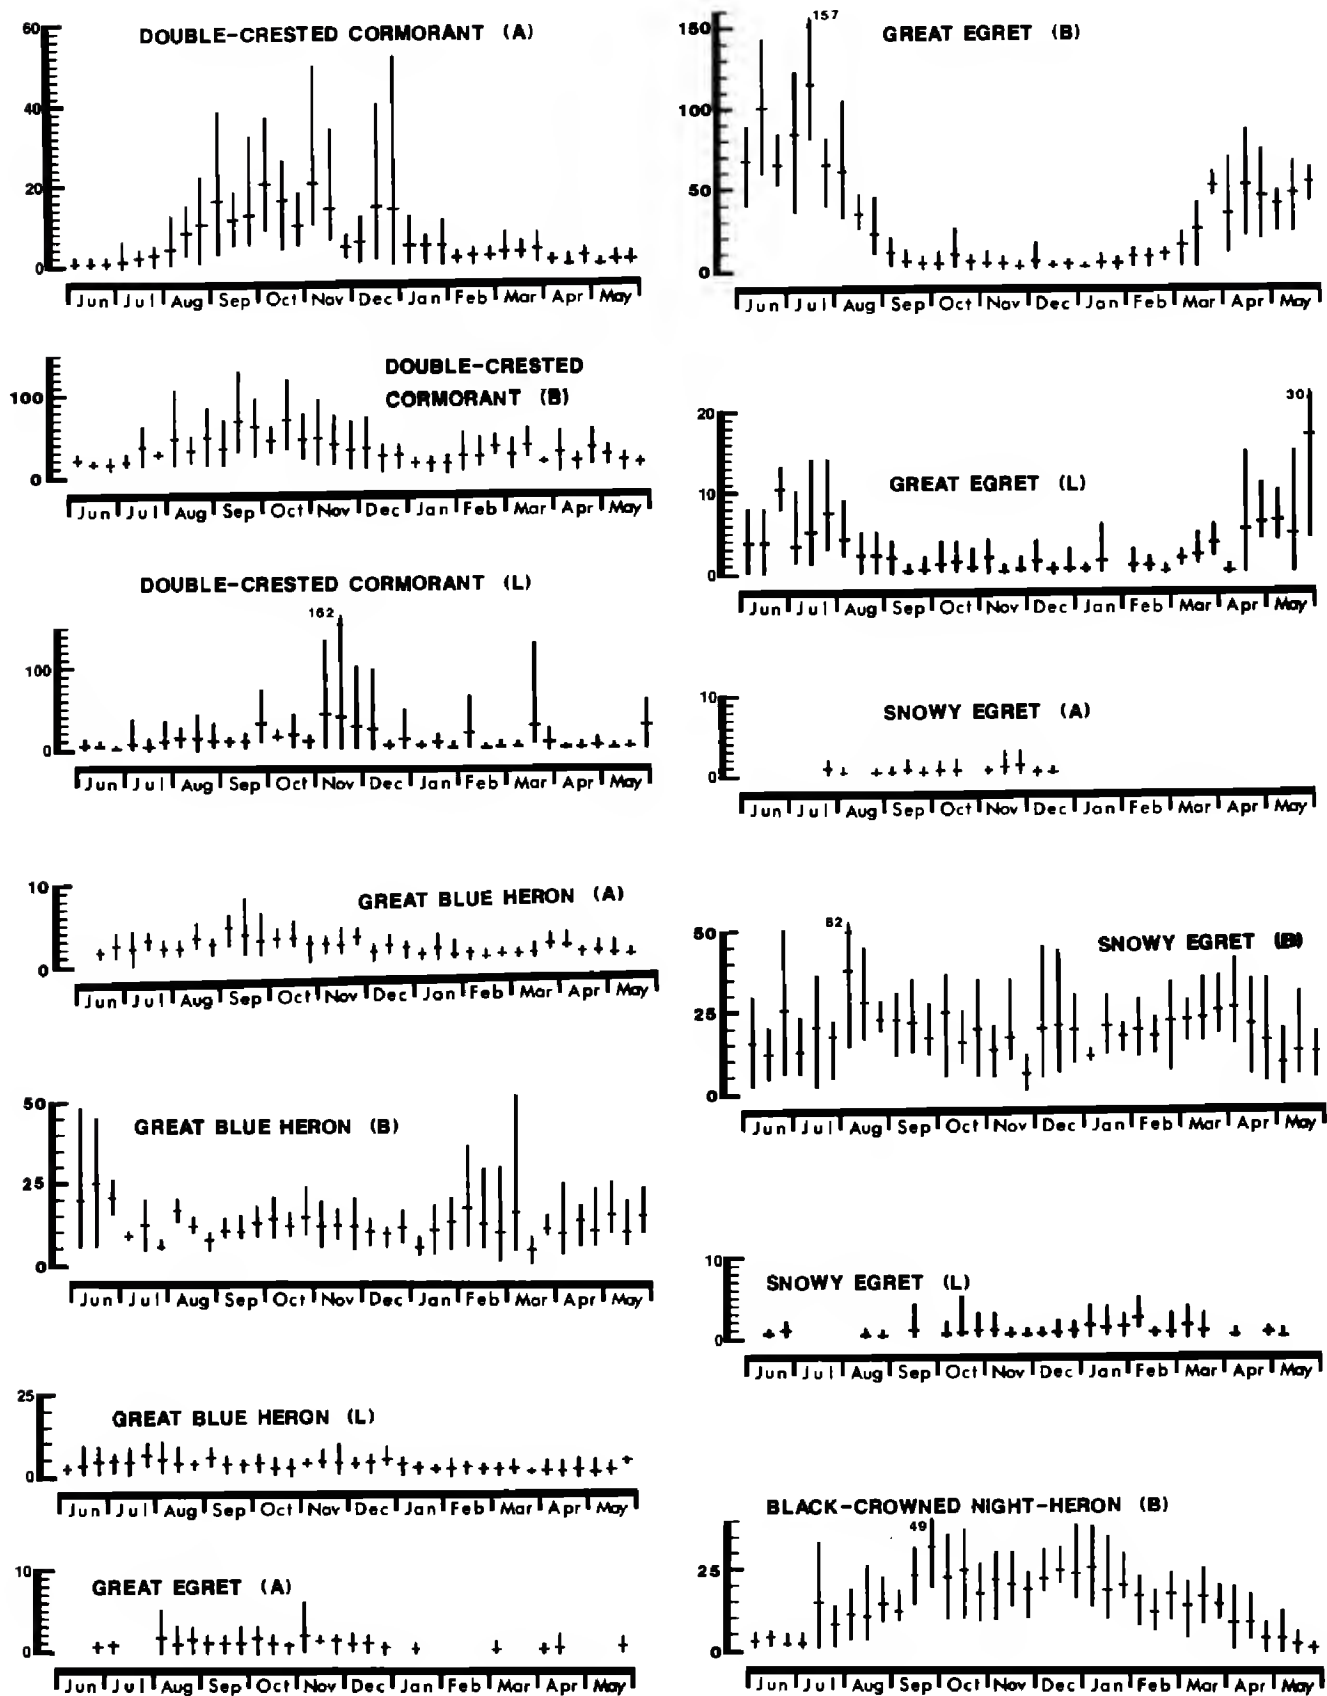 DOUBLE-CRESTED CORMORANT (A)
60
40
20
0
Jun Jul Aug Sep Oct Nov Dec Jan Feb Mar Apr May
DOUBLE-CRESTED
CORMORANT (B)
100
0
Jun Jul Aug Sep Oct Nov Dec Jan Feb Mar Apr May
DOUBLE-CRESTED CORMORANT (L)
162
100
0
Jun Jul Aug Sep Oct Nov Dec Jan Feb Mar Apr May
GREAT BLUE HERON (A)
10
0
Jun Jul Aug Sep Oct Nov Dec Jan Feb Mar Apr May
GREAT BLUE HERON (B)
50
25
0
Jun Jul Aug Sep Oct Nov Dec Jan Feb Mar Apr May
GREAT BLUE HERON (L)
25
0
Jun Jul Aug Sep Oct Nov Dec Jan Feb Mar Apr May
GREAT EGRET (A)
10
0
Jun Jul Aug Sep Oct Nov Dec Jan Feb Mar Apr May
GREAT EGRET (B)
157
150
100
50
0
Jun Jul Aug Sep Oct Nov Dec Jan Feb Mar Apr May
GREAT EGRET (L)
30
20
10
0
Jun Jul Aug Sep Oct Nov Dec Jan Feb Mar Apr May
SNOWY EGRET (A)
10
0
Jun Jul Aug Sep Oct Nov Dec Jan Feb Mar Apr May
SNOWY EGRET (B)
62
50
25
0
Jun Jul Aug Sep Oct Nov Dec Jan Feb Mar Apr May
SNOWY EGRET (L)
10
0
Jun Jul Aug Sep Oct Nov Dec Jan Feb Mar Apr May
BLACK-CROWNED NIGHT-HERON (B)
49
25
0
Jun Jul Aug Sep Oct Nov Dec Jan Feb Mar Apr May